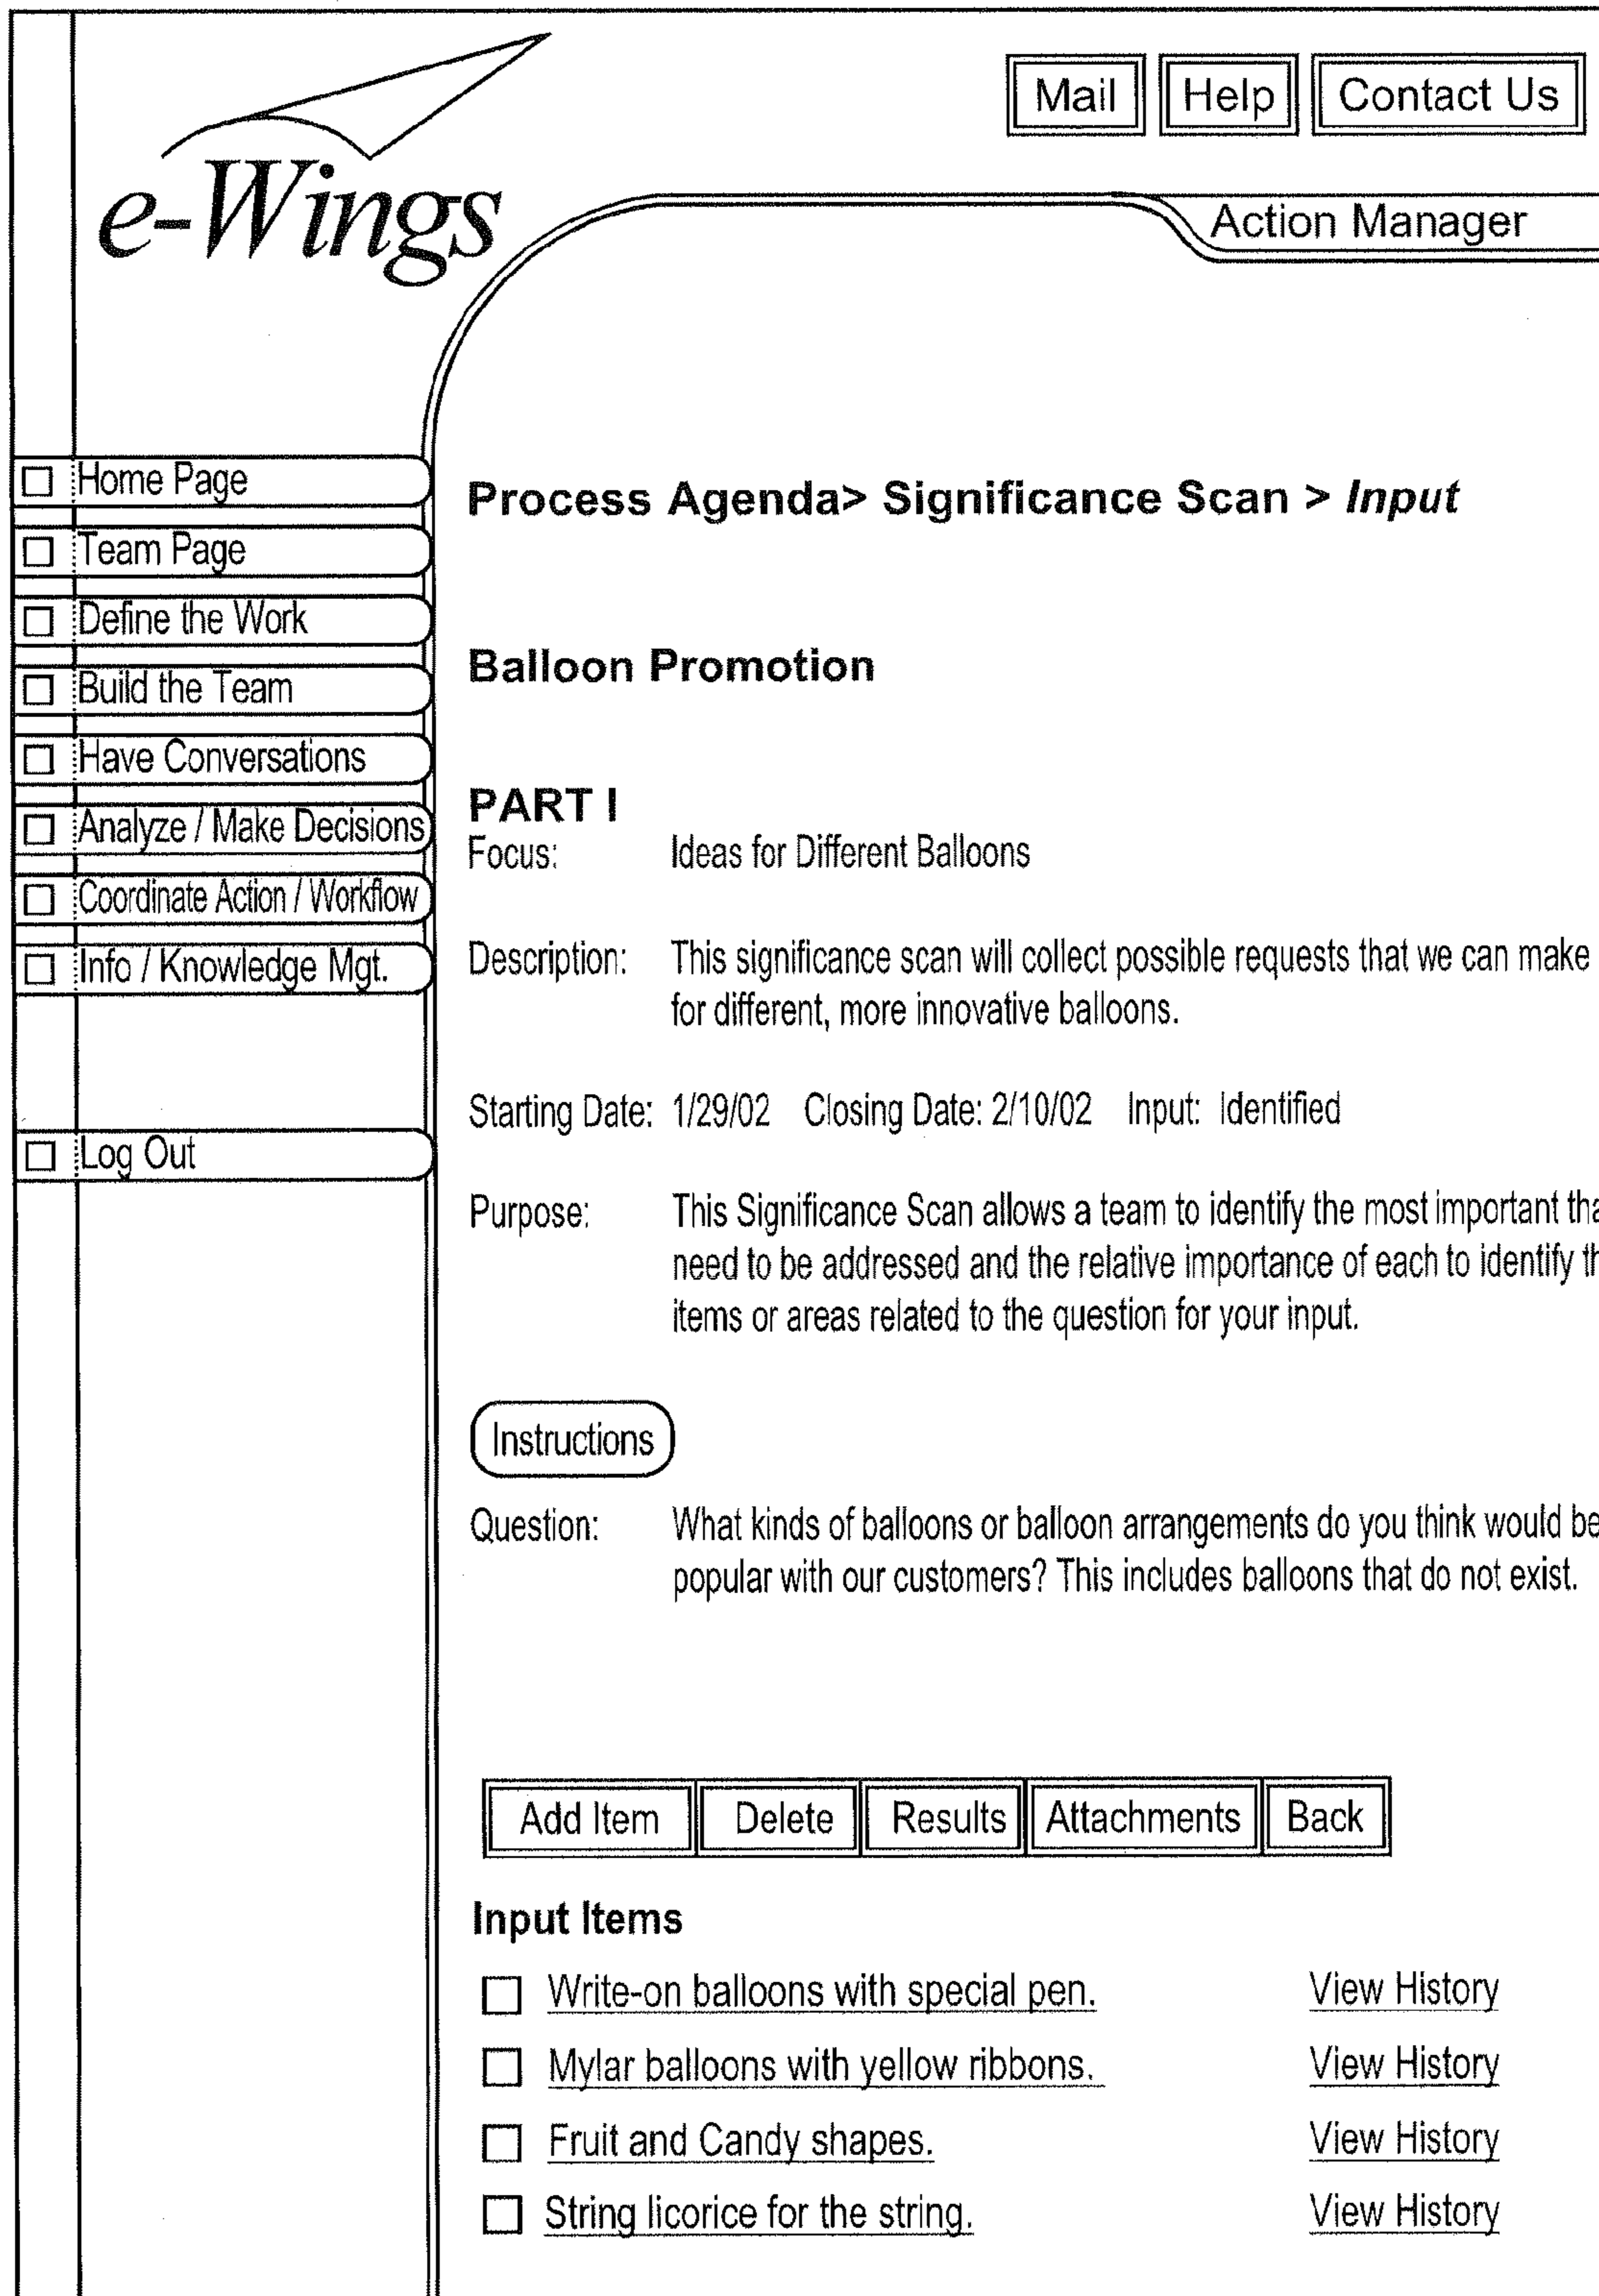 Mail Help Contact Us
e-Wings
Action Manager
Home Page
Team Page
Define the Work
Build the Team
Have Conversations
Analyze / Make Decisions
Coordinate Action / Workflow
Info / Knowledge Mgt.
Log Out
Process Agenda> Significance Scan > Input
Balloon Promotion
PART I
Focus: Ideas for Different Balloons
Description: This significance scan will collect possible requests that we can make
for different, more innovative balloons.
Starting Date: 1/29/02 Closing Date: 2/10/02 Input: Identified
Purpose: This Significance Scan allows a team to identify the most important
need to be addressed and the relative importance of each to identify
items or areas related to the question for your input.
Instructions
Question: What kinds of balloons or balloon arrangements do you think would be
popular with our customers? This includes balloons that do not exist.
Add Item Delete Results Attachments Back
Input Items
Write-on balloons with special pen. View History
Mylar balloons with yellow ribbons. View History
Fruit and Candy shapes. View History
String licorice for the string. View History